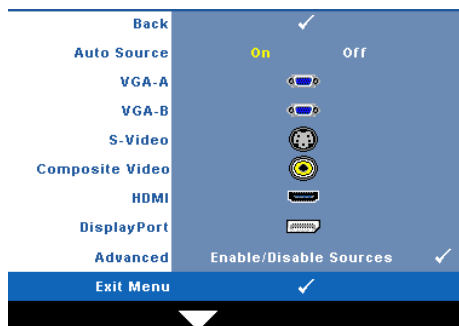 Back
Auto Source On Off
VGA-A
VGA-B
S-Video
Composite Video
HDMI
DisplayPort
Advanced Enable/Disable Sources
Exit Menu